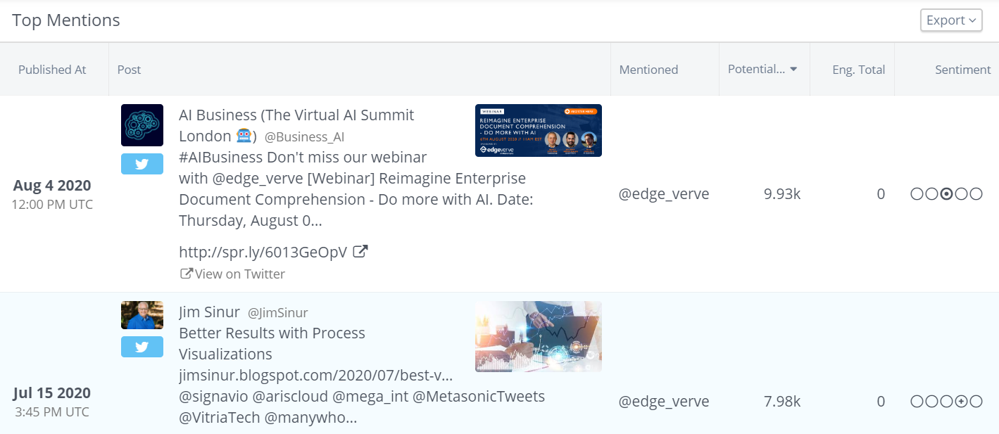 Top Mentions
Export
Published At
Post
Mentioned
Potential...
Eng. Total
Sentiment
Aug 4 2020
12:00 PM UTC
AI Business (The Virtual AI Summit
London 🤖) @Business_AI
#AIBusiness Don't miss our webinar
with @edge_verve [Webinar] Reimagine Enterprise
Document Comprehension - Do more with AI. Date:
Thursday, August 0...
http://spr.ly/6013GeOpV
View on Twitter
WEBINAR
REGISTER HERE
REIMAGINE ENTERPRISE
DOCUMENT COMPREHENSION
- DO MORE WITH AI
6TH AUGUST 2020 // 11AM BST
edgeverve
@edge_verve
9.93k
0
Jul 15 2020
3:45 PM UTC
Jim Sinur @JimSinur
Better Results with Process
Visualizations
jimsinur.blogspot.com/2020/07/best-v...
@signavio @ariscloud @mega_int @MetasonicTweets
@VitriaTech @manywho...
@edge_verve
7.98k
0